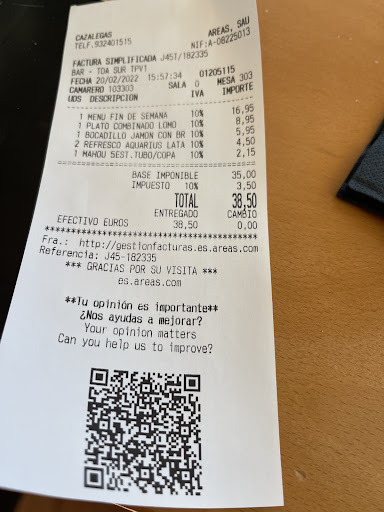 CAZALEGAS AREAS, SAU
TELF.932401515 NIF:A-08225013
FACTURA SIMPLIFICADA J45T/182335
BAR - TDA SUR TPV1
FECHA 20/02/2022 15:57:34 01205115
CAMARERO 103303 SALA 0 MESA 303
UDS DESCRIPCION IVA IMPORTE
1 MENU FIN DE SEMANA 10% 16,95
1 PLATO COMBINADO LOMO 10% 8,95
1 BOCADILLO JAMON CON BR 10% 5,95
2 REFRESCO AQUARIUS LATA 10% 4,50
1 MAHOU 5EST.TUBO/COPA 10% 2,15
BASE IMPONIBLE 35,00
IMPUESTO 10% 3,50
TOTAL 38,50
ENTREGADO CAMBIO
EFECTIVO EUROS 38,50 0,00
****************************************
Fra.: http://gestionfacturas.es.areas.com
Referencia: J45-182335
*** GRACIAS POR SU VISITA ***
es.areas.com
**Tu opinión es importante**
¿Nos ayudas a mejorar?
Your opinion matters
Can you help us to improve?